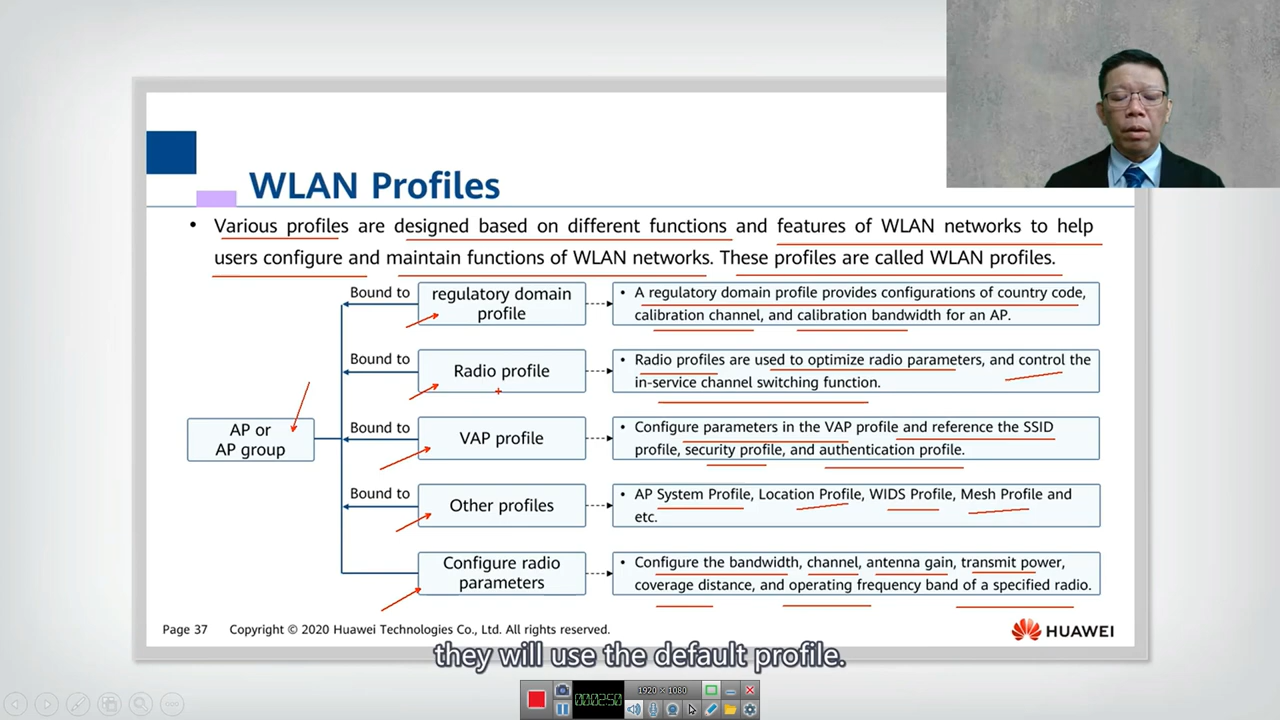 WLAN Profiles
• Various profiles are designed based on different functions and features of WLAN networks to help
users configure and maintain functions of WLAN networks. These profiles are called WLAN profiles.
Bound to
regulatory domain
profile
• A regulatory domain profile provides configurations of country code,
calibration channel, and calibration bandwidth for an AP.
Bound to
Radio profile
• Radio profiles are used to optimize radio parameters, and control the
in-service channel switching function.
AP or
AP group
Bound to
VAP profile
• Configure parameters in the VAP profile and reference the SSID
profile, security profile, and authentication profile.
Bound to
Other profiles
• AP System Profile, Location Profile, WIDS Profile, Mesh Profile and
etc.
Configure radio
parameters
• Configure the bandwidth, channel, antenna gain, transmit power,
coverage distance, and operating frequency band of a specified radio.
Page 37 Copyright © 2020 Huawei Technologies Co., Ltd. All rights reserved.
HUAWEI
they will use the default profile.
00:02:50
1920 × 1080